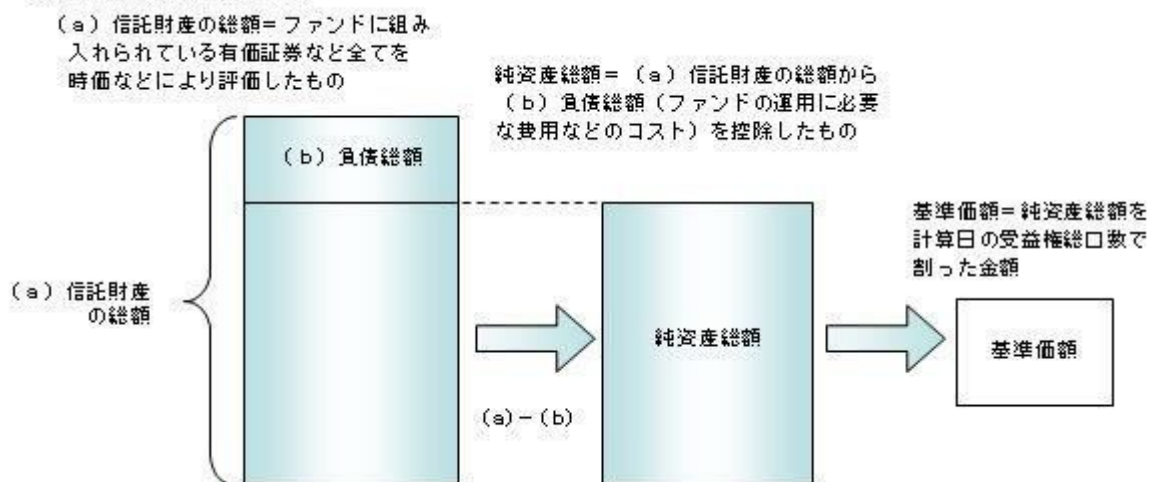 (a)信託財産の総額=ファンドに組み
入れられている有価証券など全てを
時価などにより評価したもの
純資産総額=(a)信託財産の総額から
(b)負債総額(ファンドの運用に必要
な費用などのコスト)を控除したもの
(b)負債総額
基準価額=純資産総額を
計算日の受益権総口数で
割った金額
(a)信託財産
の総額
純資産総額
基準価額
(a)-(b)